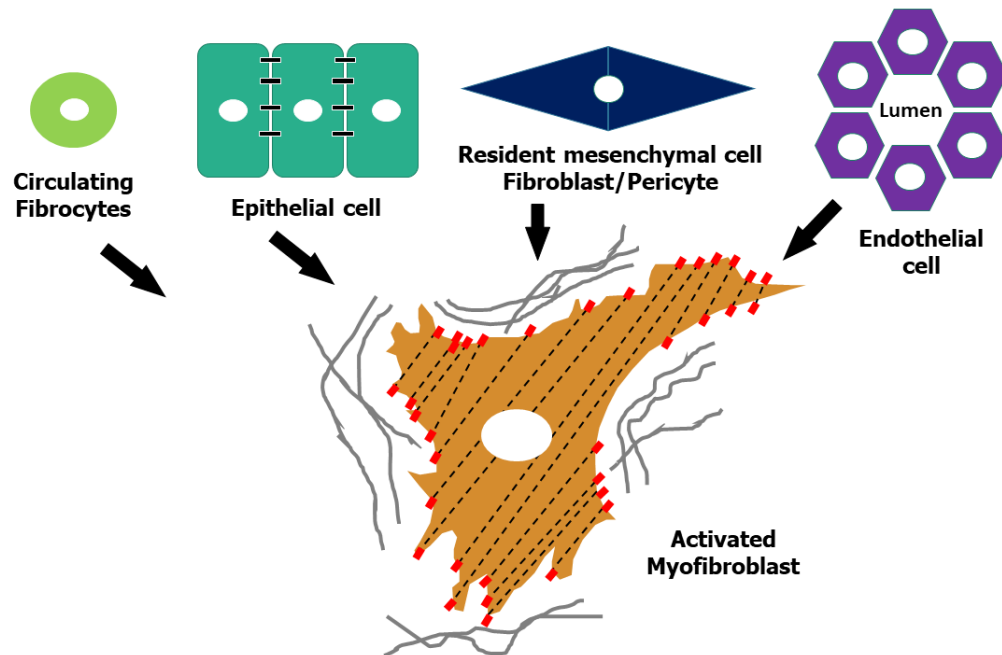 Circulating
Fibrocytes
Epithelial cell
Resident mesenchymal cell
Fibroblast/Pericyte
Lumen
Endothelial
cell
Activated
Myofibroblast